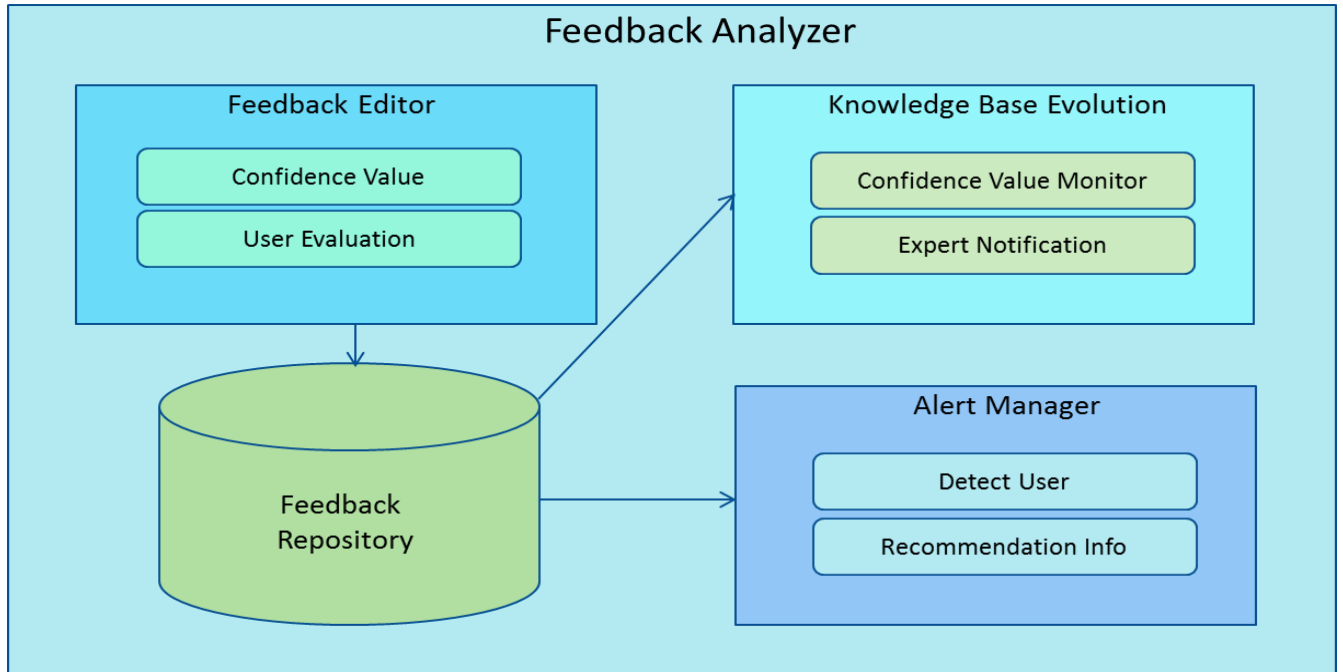 Feedback Analyzer
Feedback Editor
Confidence Value
User Evaluation
Knowledge Base Evolution
Confidence Value Monitor
Expert Notification
Feedback
Repository
Alert Manager
Detect User
Recommendation Info